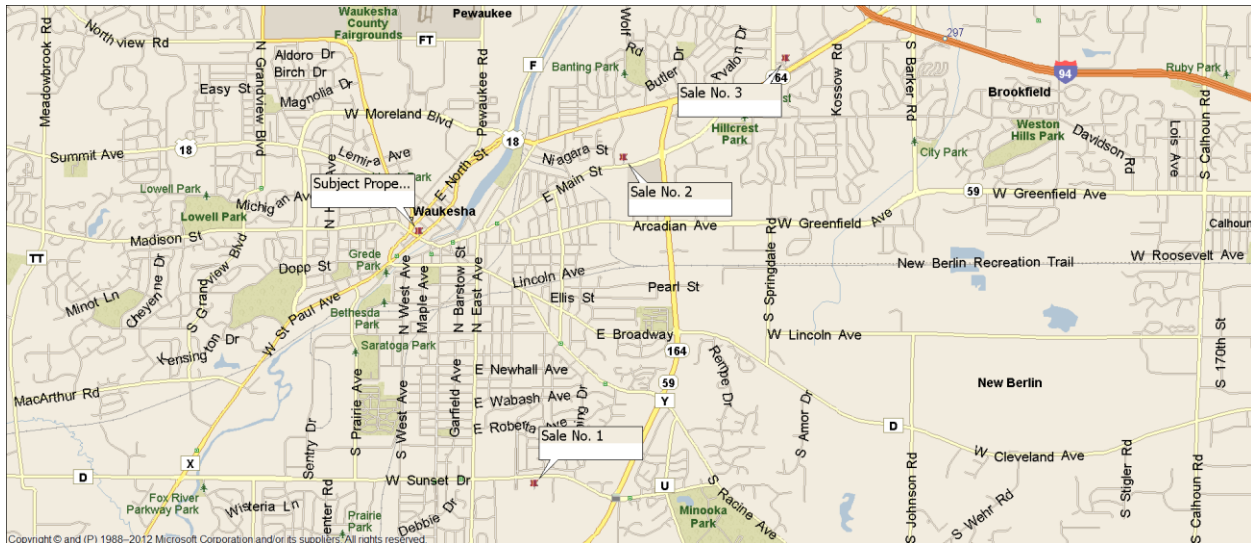 Waukesha
County
Fairgrounds
Pewaukee
Wolf Rd
Meadowbrook Rd
Northview Rd
N Grandview Blvd
FT
Aldoro Dr
Birch Dr
Easy St
Magnolia Dr
Pewaukee Rd
F
Banting Park
Butler Dr
Avalon Dr
164
Kossow Rd
S Barker Rd
297
94
Ruby Park
Brookfield
Sale No. 3
W Moreland Blvd
18
Hillcrest
Park
Weston
Hills Park
Davidson Rd
Lois Ave
S Calhoun Rd
Summit Ave
18
Lemira Ave
E North St
Niagara St
City Park
Lowell Park
Subject Prope...
E Main St
Sale No. 2
59
W Greenfield Ave
Michigan Ave
Lowell Park
Waukesha
Arcadian Ave
W Greenfield Ave
Calhoun
Madison St
TT
Grede
Park
Dopp St
Lincoln Ave
New Berlin Recreation Trail
W Roosevelt Ave
Cheyenne Dr
S Grandview Blvd
Minot Ln
N West Ave
Maple Ave
N Barstow St
N East Ave
Ellis St
Pearl St
S Springdale Rd
Bethesda
Park
W St Paul Ave
Kensington Dr
E Broadway
W Lincoln Ave
S 170th St
Saratoga Park
164
MacArthur Rd
E Newhall Ave
59
Rempe Dr
New Berlin
S Prairie Ave
S West Ave
Garfield Ave
E Wabash Ave
Y
E Roberta Ave
S Amor Dr
D
Sale No. 1
W Cleveland Ave
Sentry Dr
X
D
W Sunset Dr
U
S Racine Ave
S Johnson Rd
S Stigler Rd
S Calhoun Rd
Fox River
Parkway Park
Wisteria Ln
Prairie
Park
Debbie Dr
Minooka
Park
S Wehr Rd
Copyright © and (P) 1988–2012 Microsoft Corporation and/or its suppliers. All rights reserved.